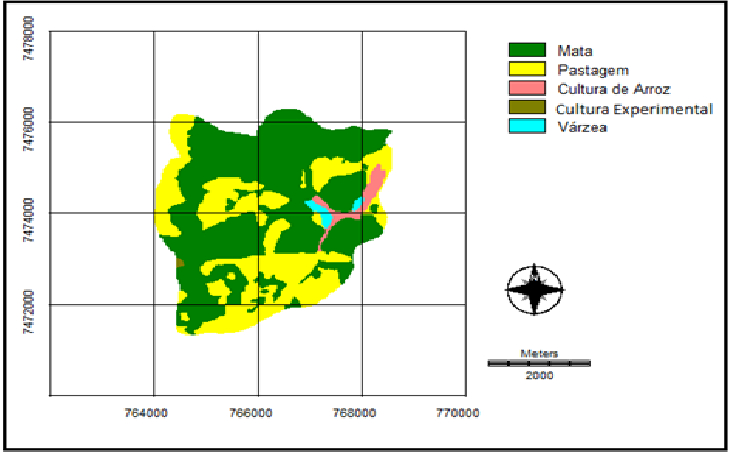 7478000
7476000
7474000
7472000
764000
766000
768000
770000
Mata
Pastagem
Cultura de Arroz
Cultura Experimental
Várzea
Meters
2000